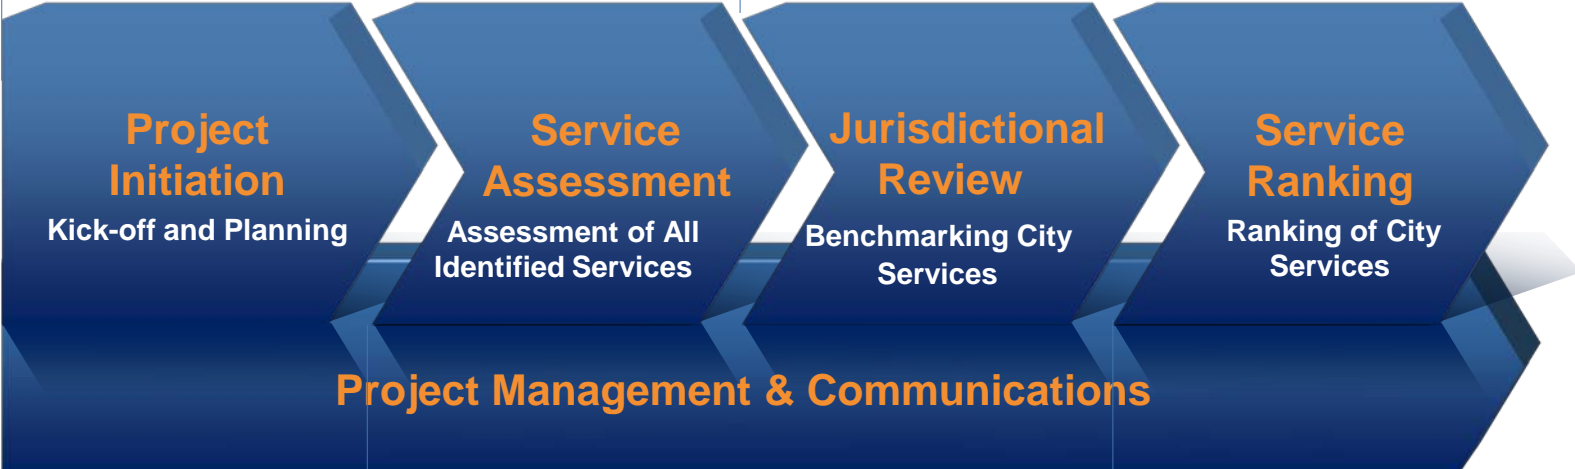 Project
Initiation
Kick-off and Planning
Service
Assessment
Assessment of All
Identified Services
Jurisdictional
Review
Benchmarking City
Services
Service
Ranking
Ranking of City
Services
Project Management & Communications